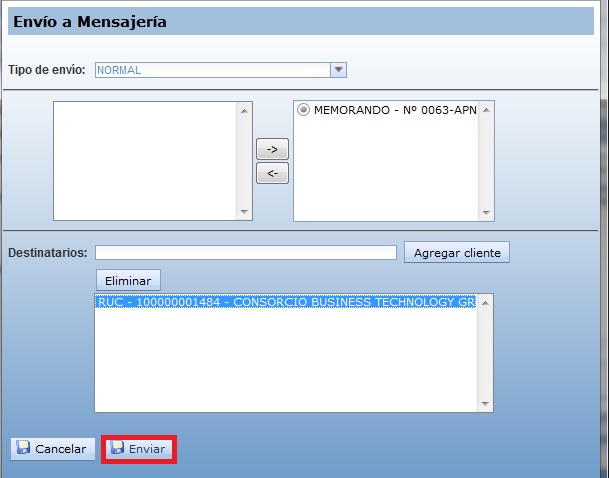 Envío a Mensajería
Tipo de envío: NORMAL
MEMORANDO - Nº 0063-APN
->
<-
Destinatarios: Agregar cliente
Eliminar
RUC - 100000001484 - CONSORCIO BUSINESS TECHNOLOGY GR
Cancelar Enviar